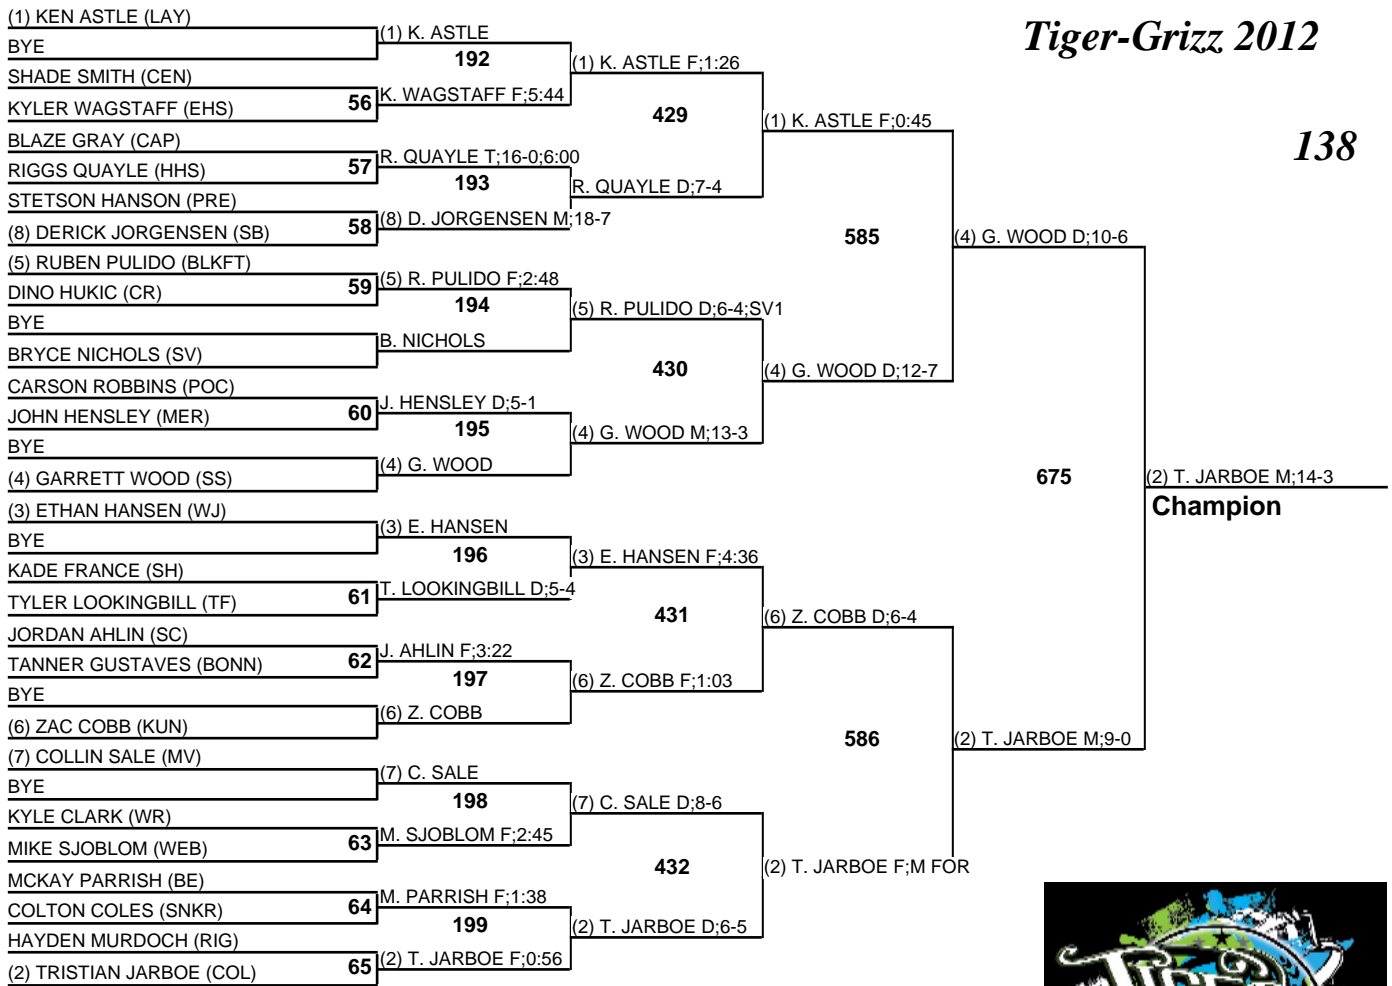 Tiger-Grizz 2012
138
(1) KEN ASTLE (LAY)
BYE
SHADE SMITH (CEN)
KYLER WAGSTAFF (EHS)
BLAZE GRAY (CAP)
RIGGS QUAYLE (HHS)
STETSON HANSON (PRE)
(8) DERICK JORGENSEN (SB)
(5) RUBEN PULIDO (BLKFT)
DINO HUKIC (CR)
BYE
BRYCE NICHOLS (SV)
CARSON ROBBINS (POC)
JOHN HENSLEY (MER)
BYE
(4) GARRETT WOOD (SS)
(3) ETHAN HANSEN (WJ)
BYE
KADE FRANCE (SH)
TYLER LOOKINGBILL (TF)
JORDAN AHLIN (SC)
TANNER GUSTAVES (BONN)
BYE
(6) ZAC COBB (KUN)
(7) COLLIN SALE (MV)
BYE
KYLE CLARK (WR)
MIKE SJOBLOM (WEB)
MCKAY PARRISH (BE)
COLTON COLES (SNKR)
HAYDEN MURDOCH (RIG)
(2) TRISTIAN JARBOE (COL)
56
57
58
59
60
61
62
63
64
65
(1) K. ASTLE
192
K. WAGSTAFF F;5:44
R. QUAYLE T;16-0;6:00
193
(8) D. JORGENSEN M;18-7
(5) R. PULIDO F;2:48
194
B. NICHOLS
J. HENSLEY D;5-1
195
(4) G. WOOD
(3) E. HANSEN
196
T. LOOKINGBILL D;5-4
J. AHLIN F;3:22
197
(6) Z. COBB
(7) C. SALE
198
M. SJOBLOM F;2:45
M. PARRISH F;1:38
199
(2) T. JARBOE F;0:56
(1) K. ASTLE F;1:26
429
R. QUAYLE D;7-4
(5) R. PULIDO D;6-4;SV1
430
(4) G. WOOD M;13-3
(3) E. HANSEN F;4:36
431
(6) Z. COBB F;1:03
(7) C. SALE D;8-6
432
(2) T. JARBOE D;6-5
(1) K. ASTLE F;0:45
585
(4) G. WOOD D;12-7
(6) Z. COBB D;6-4
586
(2) T. JARBOE F;M FOR
(4) G. WOOD D;10-6
675
(2) T. JARBOE M;9-0
(2) T. JARBOE M;14-3
Champion